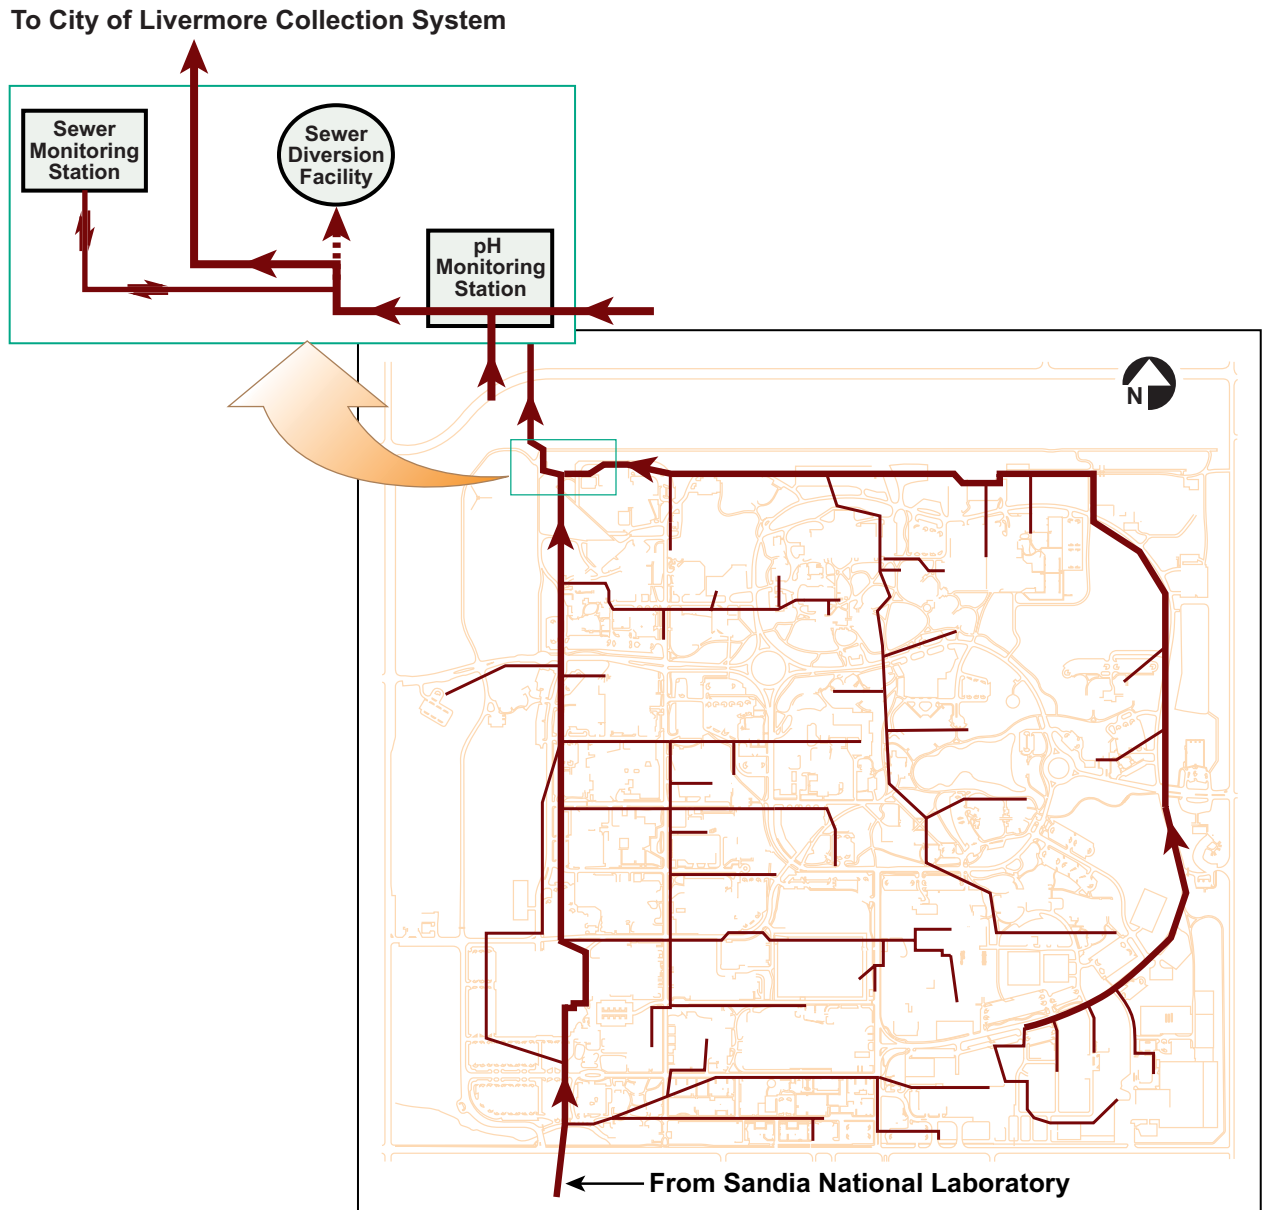 To City of Livermore Collection System
Sewer
Monitoring
Station
Sewer
Diversion
Facility
pH
Monitoring
Station
N
From Sandia National Laboratory